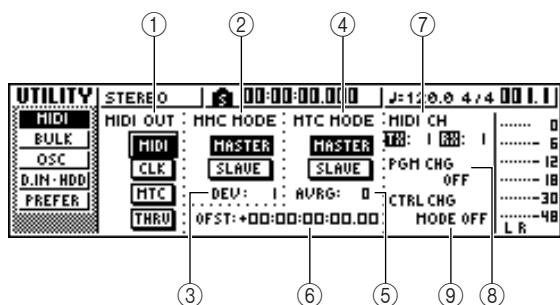 ① ② ④ ⑦
UTILITY STEREO 00:00:00.000 ♩=120.0 4/4 001.1
MIDI MIDI OUT MMC MODE MTC MODE MIDI CH 0
BULK MIDI MASTER MASTER TX: 1 RX: 1 6
OSC CLK SLAVE SLAVE PGM CHG 12
D.IN·HDD OFF 18
PREFER MTC DEV: 1 AVRG: 0 CTRL CHG 30
THRU OFST:+00:00:00:00.00 MODE OFF 48
L R
③ ⑥ ⑤ ⑨ ⑧